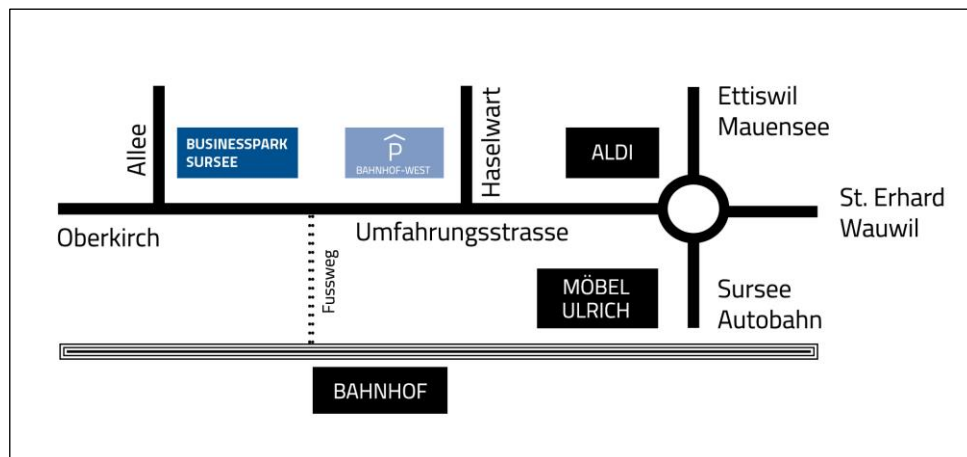 Allee
BUSINESSPARK
SURSEE
P
BAHNHOF-WEST
Haselwart
ALDI
Ettiswil
Mauensee
St. Erhard
Wauwil
Oberkirch
Umfahrungsstrasse
Fussweg
MÖBEL
ULRICH
Sursee
Autobahn
BAHNHOF